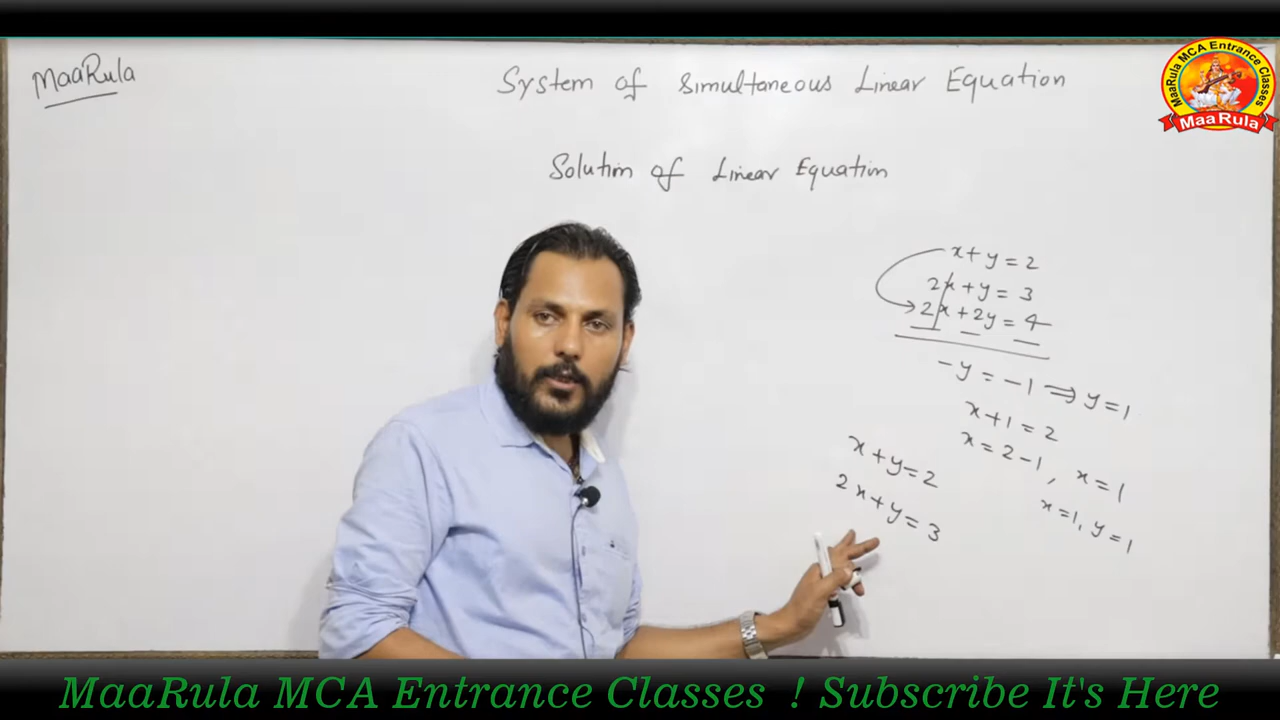 MaaRula
System of Simultaneous Linear Equation
MaaRula MCA Entrance Classes
MaaRula
Solution of Linear Equation
x + y = 2
2x + y = 3
2x + 2y = 4
- y = -1 ⇒ y = 1
x + 1 = 2
x = 2 - 1, x = 1
x = 1, y = 1
x + y = 2
2x + y = 3
MaaRula MCA Entrance Classes ! Subscribe It's Here